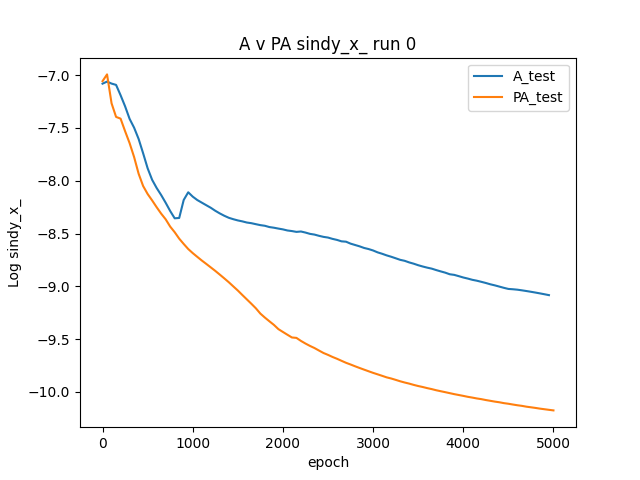 A v PA sindy_x_ run 0
A_test
PA_test
Log sindy_x_
−7.0
−7.5
−8.0
−8.5
−9.0
−9.5
−10.0
0 1000 2000 3000 4000 5000
epoch